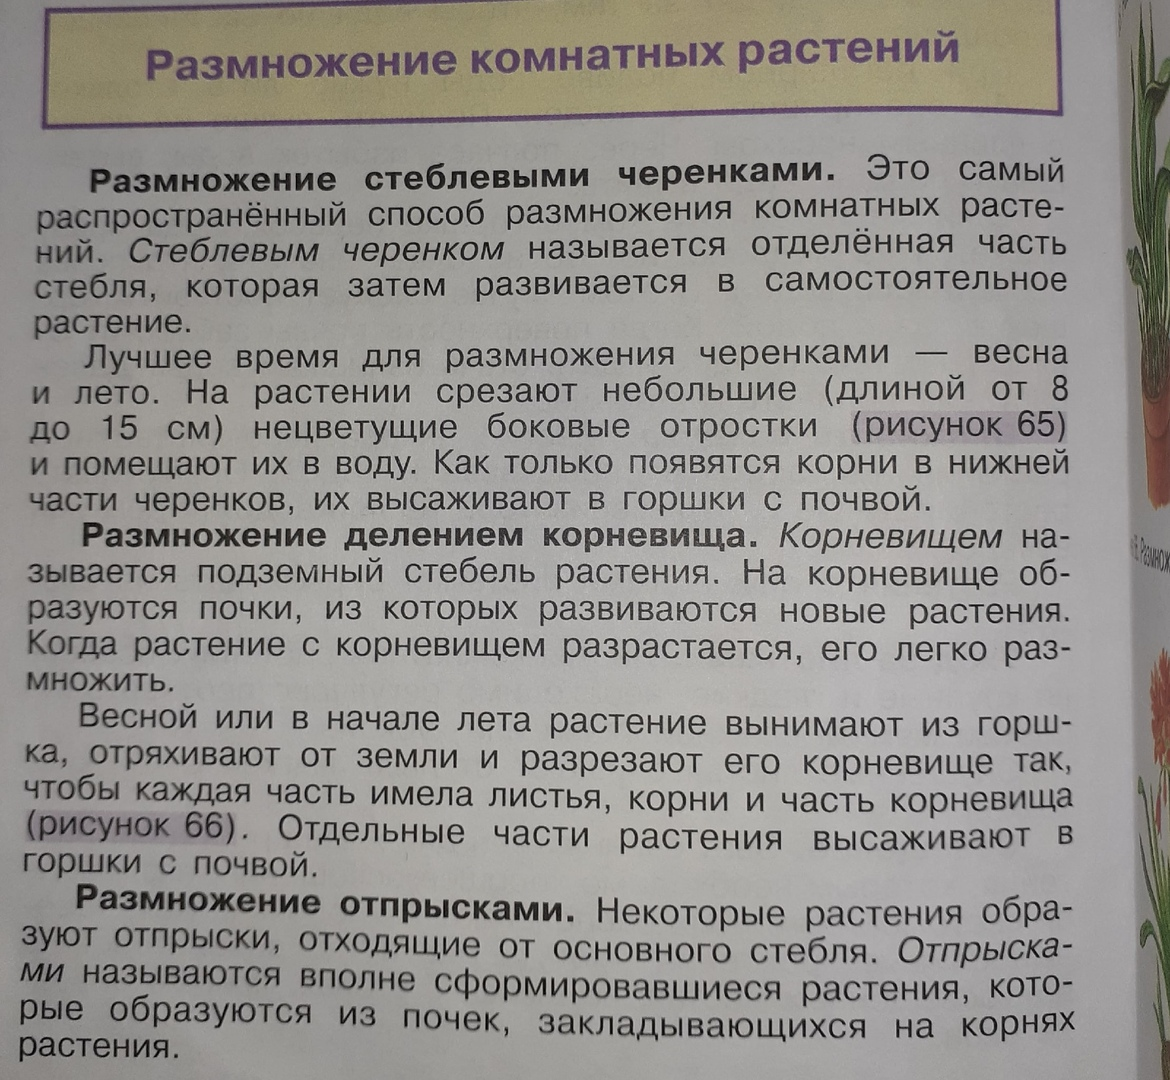 Размножение комнатных растений
Размножение стеблевыми черенками. Это самый
распространённый способ размножения комнатных расте-
ний. Стеблевым черенком называется отделённая часть
стебля, которая затем развивается в самостоятельное
растение.
Лучшее время для размножения черенками — весна
и лето. На растении срезают небольшие (длиной от 8
до 15 см) нецветущие боковые отростки (рисунок 65)
и помещают их в воду. Как только появятся корни в нижней
части черенков, их высаживают в горшки с почвой.
Размножение делением корневища. Корневищем на-
зывается подземный стебель растения. На корневище об-
разуются почки, из которых развиваются новые растения.
Когда растение с корневищем разрастается, его легко раз-
множить.
Весной или в начале лета растение вынимают из горш-
ка, отряхивают от земли и разрезают его корневище так,
чтобы каждая часть имела листья, корни и часть корневища
(рисунок 66). Отдельные части растения высаживают в
горшки с почвой.
Размножение отпрысками. Некоторые растения обра-
зуют отпрыски, отходящие от основного стебля. Отпрыска-
ми называются вполне сформировавшиеся растения, кото-
рые образуются из почек, закладывающихся на корнях
растения.